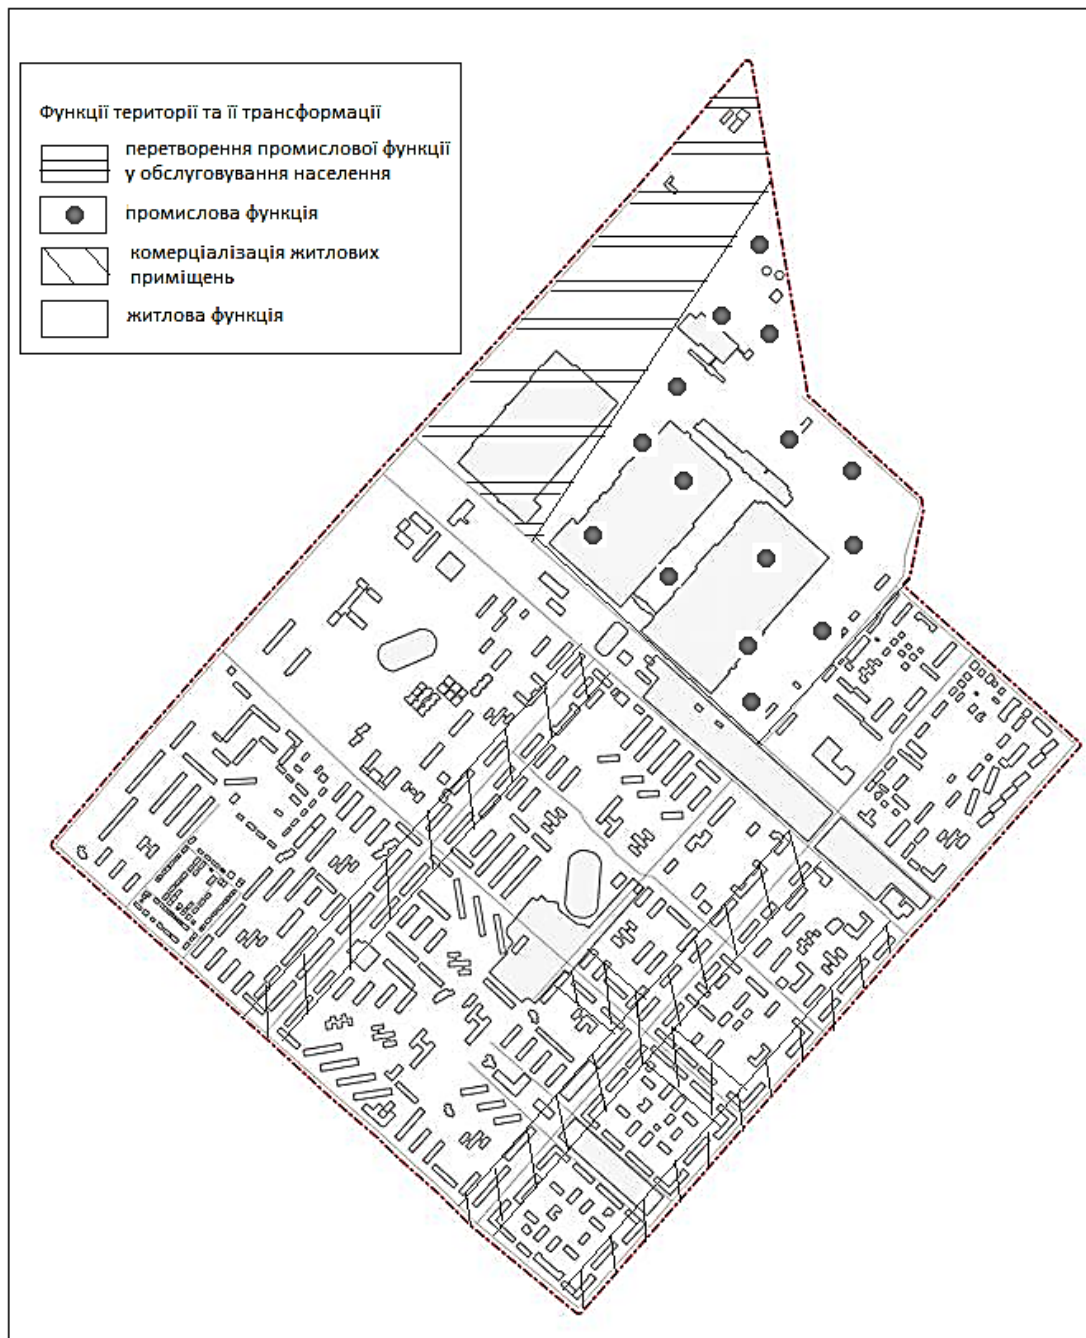 Функції території та її трансформації
перетворення промислової функції
у обслуговування населення
промислова функція
комерціалізація житлових
приміщень
житлова функція